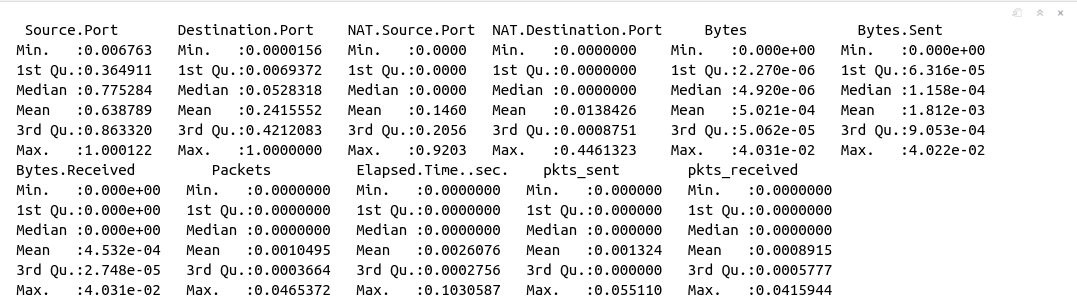 Source.Port Destination.Port NAT.Source.Port NAT.Destination.Port Bytes Bytes.Sent
Min. :0.006763 Min. :0.0000156 Min. :0.0000 Min. :0.0000000 Min. :0.000e+00 Min. :0.000e+00
1st Qu.:0.364911 1st Qu.:0.0069372 1st Qu.:0.0000 1st Qu.:0.0000000 1st Qu.:2.270e-06 1st Qu.:6.316e-05
Median :0.775284 Median :0.0528318 Median :0.0000 Median :0.0000000 Median :4.920e-06 Median :1.158e-04
Mean :0.638789 Mean :0.2415552 Mean :0.1460 Mean :0.0138426 Mean :5.021e-04 Mean :1.812e-03
3rd Qu.:0.863320 3rd Qu.:0.4212083 3rd Qu.:0.2056 3rd Qu.:0.0008751 3rd Qu.:5.062e-05 3rd Qu.:9.053e-04
Max. :1.000122 Max. :1.0000000 Max. :0.9203 Max. :0.4461323 Max. :4.031e-02 Max. :4.022e-02
Bytes.Received Packets Elapsed.Time..sec. pkts_sent pkts_received
Min. :0.000e+00 Min. :0.0000000 Min. :0.0000000 Min. :0.000000 Min. :0.0000000
1st Qu.:0.000e+00 1st Qu.:0.0000000 1st Qu.:0.0000000 1st Qu.:0.000000 1st Qu.:0.0000000
Median :0.000e+00 Median :0.0000000 Median :0.0000000 Median :0.000000 Median :0.0000000
Mean :4.532e-04 Mean :0.0010495 Mean :0.0026076 Mean :0.001324 Mean :0.0008915
3rd Qu.:2.748e-05 3rd Qu.:0.0003664 3rd Qu.:0.0002756 3rd Qu.:0.000000 3rd Qu.:0.0005777
Max. :4.031e-02 Max. :0.0465372 Max. :0.1030587 Max. :0.055110 Max. :0.0415944